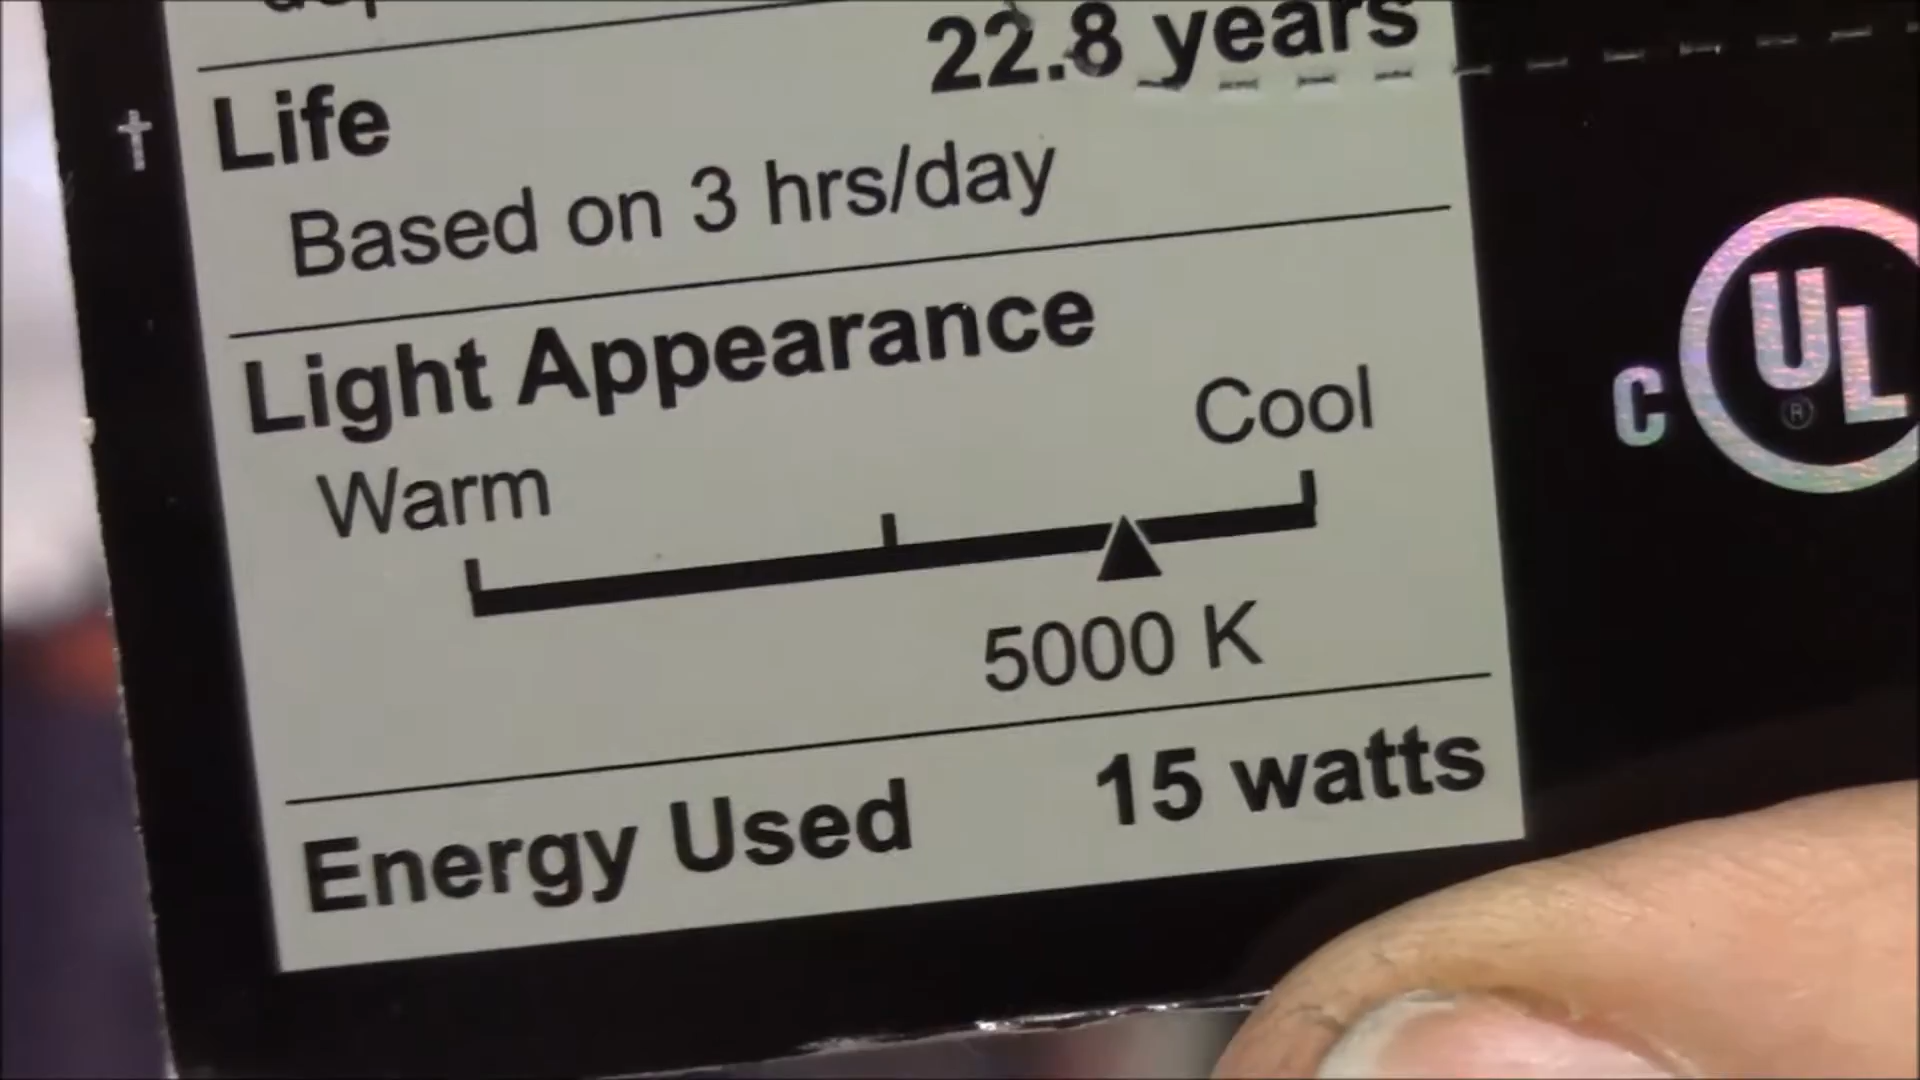 22.8 years
† Life
Based on 3 hrs/day
Light Appearance
Warm
Cool
5000 K
Energy Used 15 watts
C UL ®